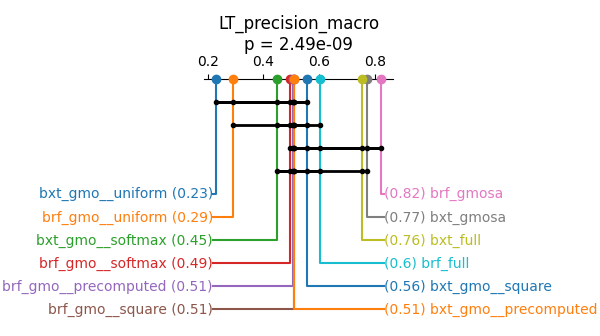 LT_precision_macro
p = 2.49e-09
0.2 0.4 0.6 0.8
bxt_gmo__uniform (0.23)
(0.82) brf_gmosa
brf_gmo__uniform (0.29)
(0.77) bxt_gmosa
bxt_gmo__softmax (0.45)
(0.76) bxt_full
brf_gmo__softmax (0.49)
(0.6) brf_full
brf_gmo__precomputed (0.51)
(0.56) bxt_gmo__square
brf_gmo__square (0.51)
(0.51) bxt_gmo__precomputed